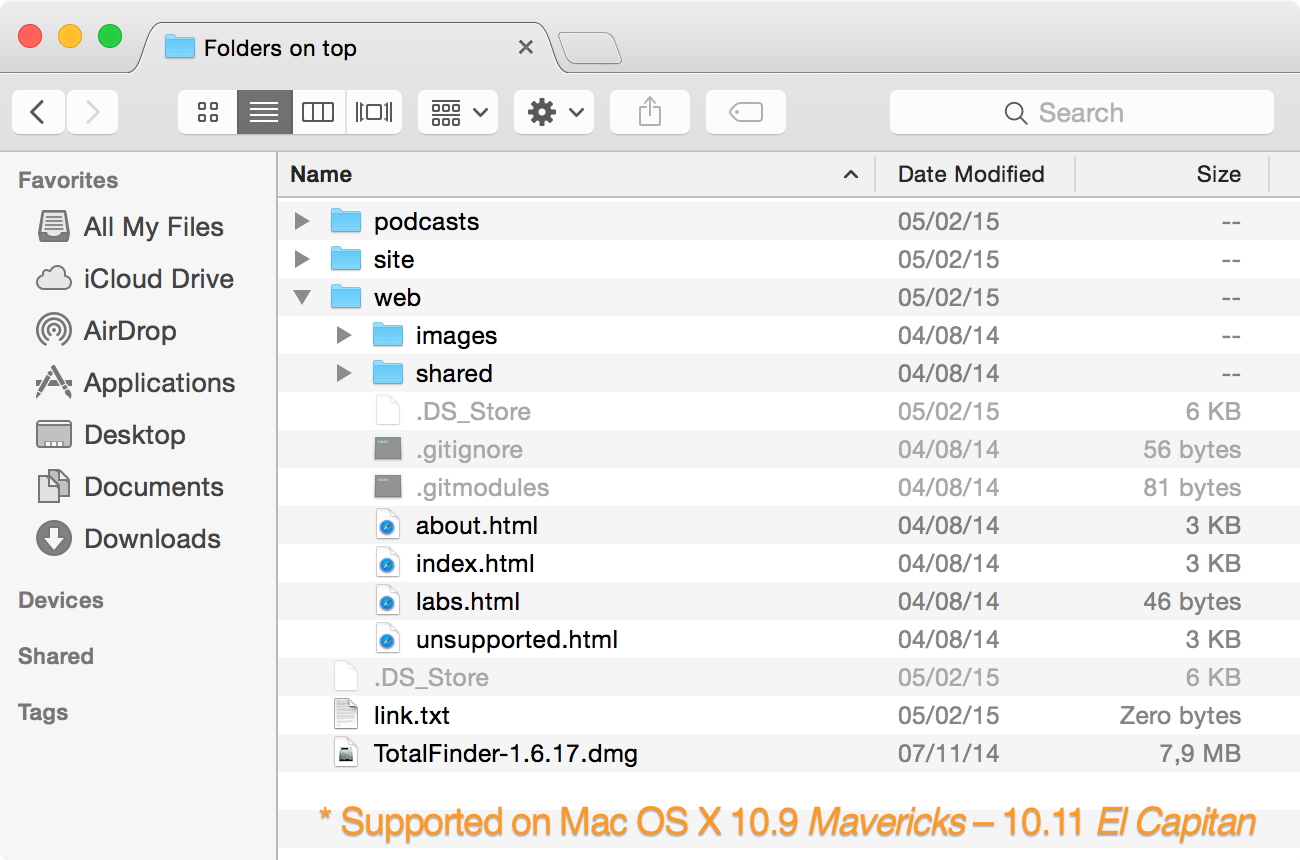 Folders on top
Search
Favorites
All My Files
iCloud Drive
AirDrop
Applications
Desktop
Documents
Downloads
Devices
Shared
Tags
Name Date Modified Size
podcasts 05/02/15 --
site 05/02/15 --
web 05/02/15 --
images 04/08/14 --
shared 04/08/14 --
.DS_Store 05/02/15 6 KB
.gitignore 04/08/14 56 bytes
.gitmodules 04/08/14 81 bytes
about.html 04/08/14 3 KB
index.html 04/08/14 3 KB
labs.html 04/08/14 46 bytes
unsupported.html 04/08/14 3 KB
.DS_Store 05/02/15 6 KB
link.txt 05/02/15 Zero bytes
TotalFinder-1.6.17.dmg 07/11/14 7,9 MB
* Supported on Mac OS X 10.9 Mavericks – 10.11 El Capitan